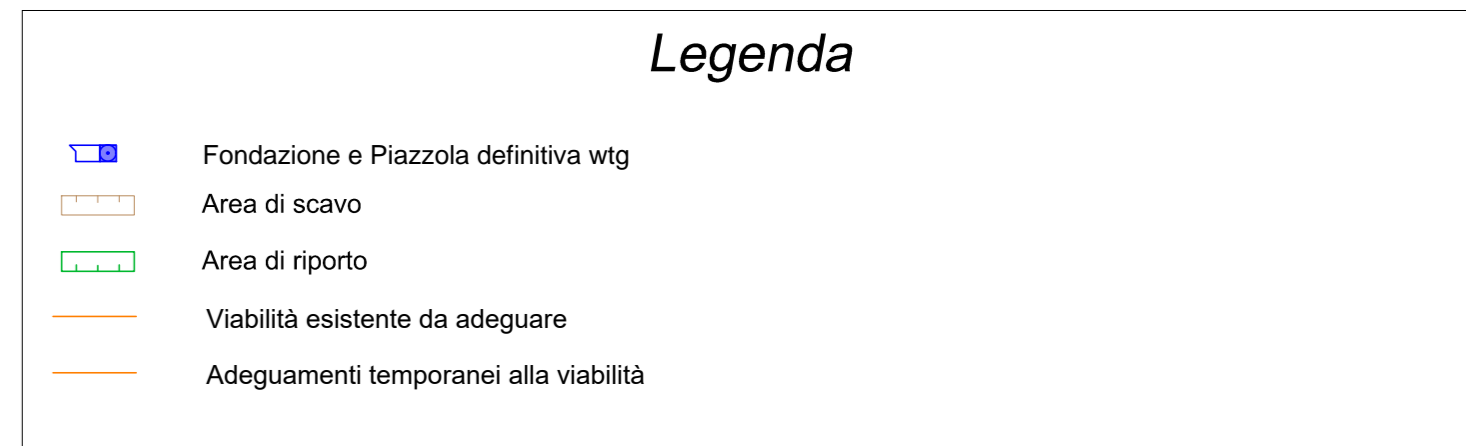 Legenda
Fondazione e Piazzola definitiva wtg
Area di scavo
Area di riporto
Viabilità esistente da adeguare
Adeguamenti temporanei alla viabilità